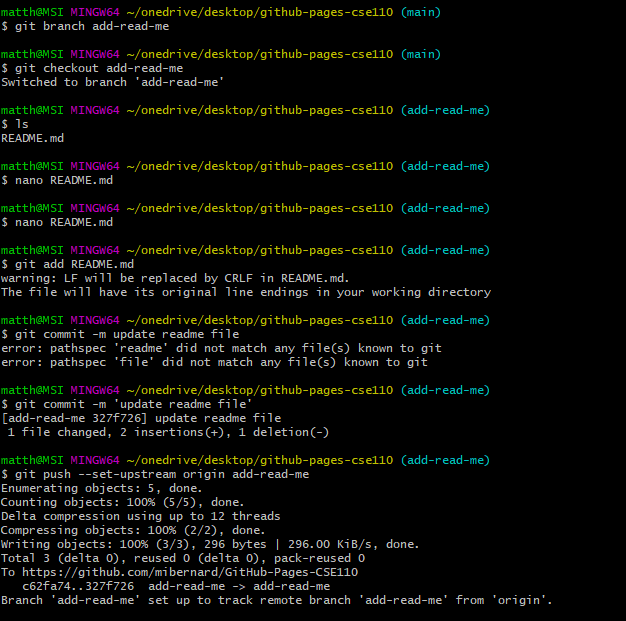 matth@MSI MINGW64 ~/onedrive/desktop/github-pages-cse110 (main)
$ git branch add-read-me
matth@MSI MINGW64 ~/onedrive/desktop/github-pages-cse110 (main)
$ git checkout add-read-me
Switched to branch 'add-read-me'
matth@MSI MINGW64 ~/onedrive/desktop/github-pages-cse110 (add-read-me)
$ ls
README.md
matth@MSI MINGW64 ~/onedrive/desktop/github-pages-cse110 (add-read-me)
$ nano README.md
matth@MSI MINGW64 ~/onedrive/desktop/github-pages-cse110 (add-read-me)
$ nano README.md
matth@MSI MINGW64 ~/onedrive/desktop/github-pages-cse110 (add-read-me)
$ git add README.md
warning: LF will be replaced by CRLF in README.md.
The file will have its original line endings in your working directory
matth@MSI MINGW64 ~/onedrive/desktop/github-pages-cse110 (add-read-me)
$ git commit -m update readme file
error: pathspec 'readme' did not match any file(s) known to git
error: pathspec 'file' did not match any file(s) known to git
matth@MSI MINGW64 ~/onedrive/desktop/github-pages-cse110 (add-read-me)
$ git commit -m 'update readme file'
[add-read-me 327f726] update readme file
 1 file changed, 2 insertions(+), 1 deletion(-)
matth@MSI MINGW64 ~/onedrive/desktop/github-pages-cse110 (add-read-me)
$ git push --set-upstream origin add-read-me
Enumerating objects: 5, done.
Counting objects: 100% (5/5), done.
Delta compression using up to 12 threads
Compressing objects: 100% (2/2), done.
Writing objects: 100% (3/3), 296 bytes | 296.00 KiB/s, done.
Total 3 (delta 0), reused 0 (delta 0), pack-reused 0
To https://github.com/mibernard/GitHub-Pages-CSE110
   c62fa74..327f726  add-read-me -> add-read-me
Branch 'add-read-me' set up to track remote branch 'add-read-me' from 'origin'.